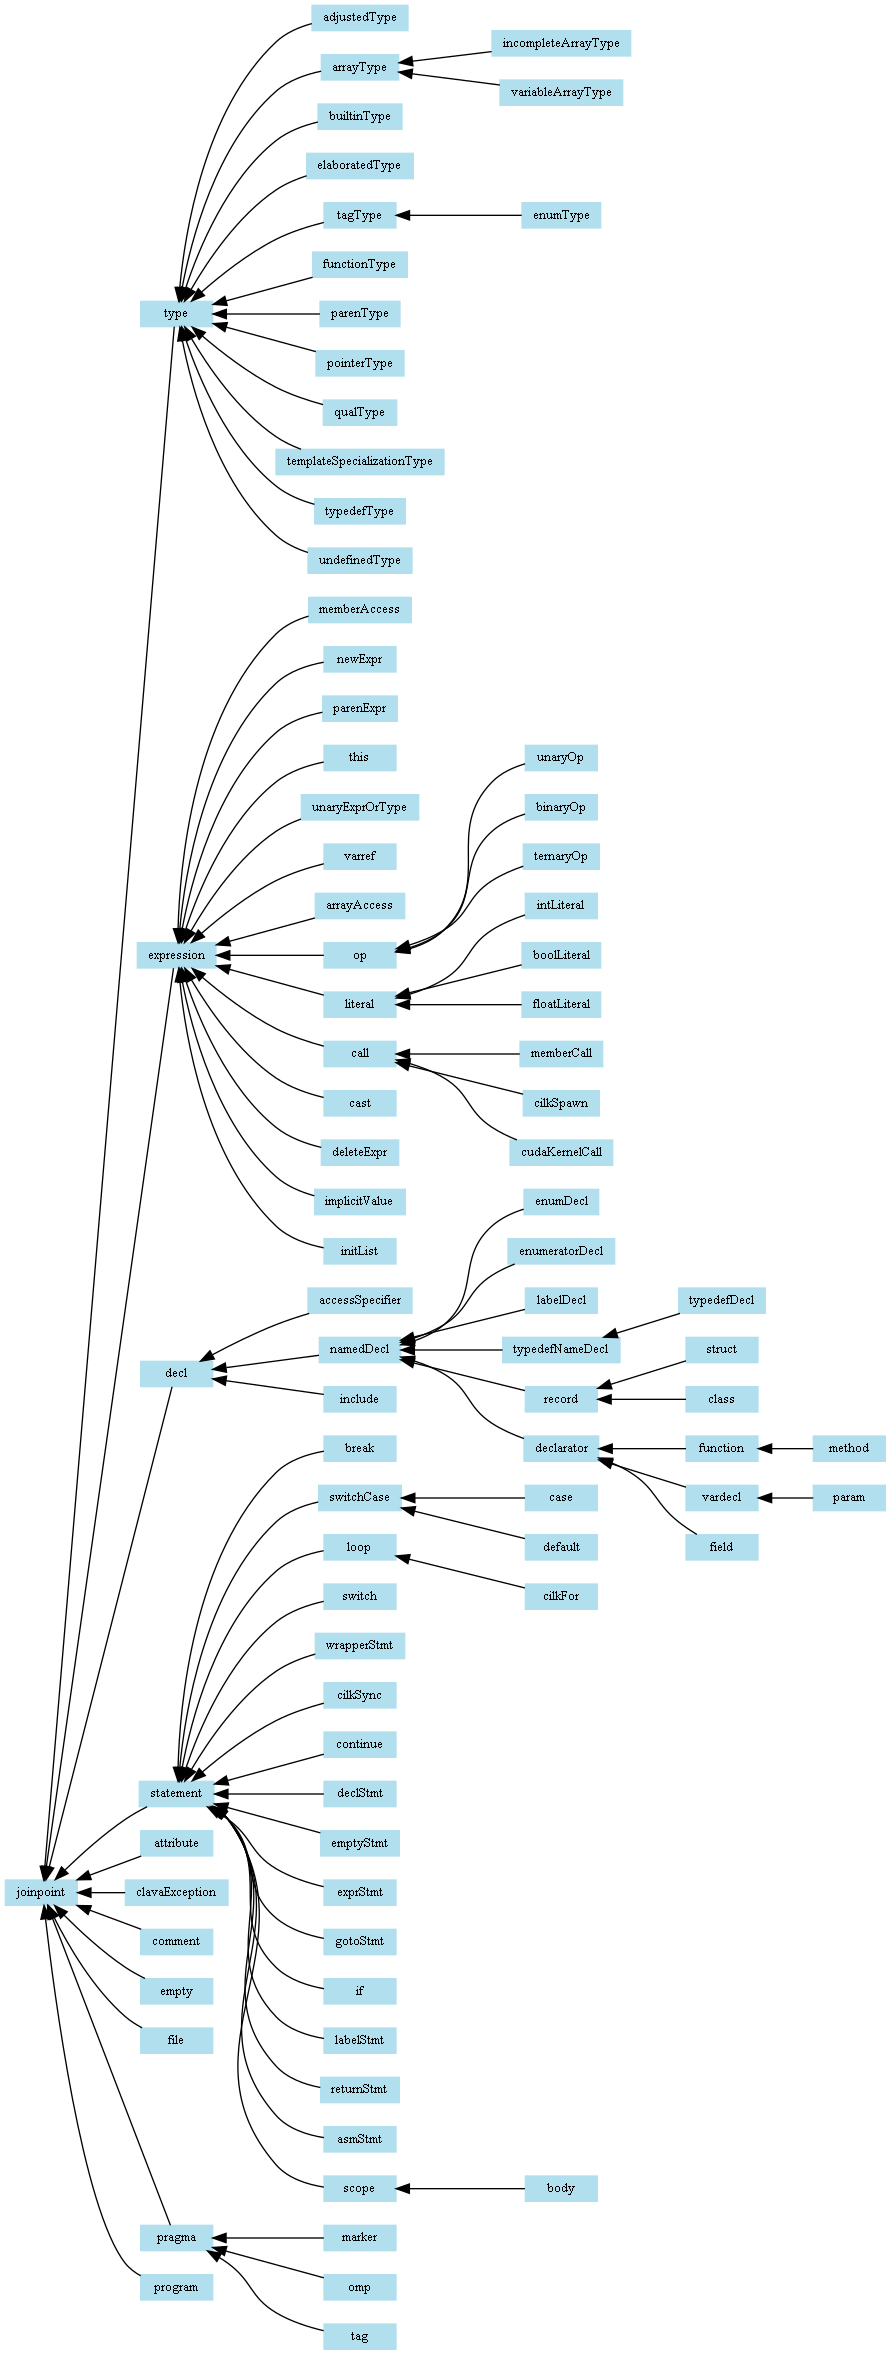 adjustedType
incompleteArrayType
arrayType
variableArrayType
builtinType
elaboratedType
tagType
enumType
functionType
type
parenType
pointerType
qualType
templateSpecializationType
typedefType
undefinedType
memberAccess
newExpr
parenExpr
this
unaryOp
unaryExprOrType
binaryOp
varref
ternaryOp
arrayAccess
intLiteral
expression
op
boolLiteral
literal
floatLiteral
call
memberCall
cast
cilkSpawn
deleteExpr
cudaKernelCall
implicitValue
enumDecl
initList
enumeratorDecl
accessSpecifier
labelDecl
typedefDecl
namedDecl
typedefNameDecl
struct
decl
include
record
class
break
declarator
function
method
switchCase
case
vardecl
param
loop
default
field
switch
cilkFor
wrapperStmt
cilkSync
continue
statement
declStmt
attribute
emptyStmt
joinpoint
clavaException
exprStmt
comment
gotoStmt
empty
if
file
labelStmt
returnStmt
asmStmt
scope
body
pragma
marker
program
omp
tag